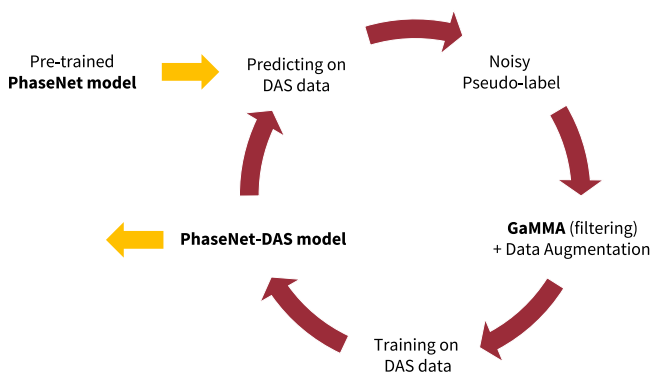 Pre-trained
PhaseNet model
Predicting on
DAS data
Noisy
Pseudo-label
GaMMA (filtering)
+ Data Augmentation
Training on
DAS data
PhaseNet-DAS model